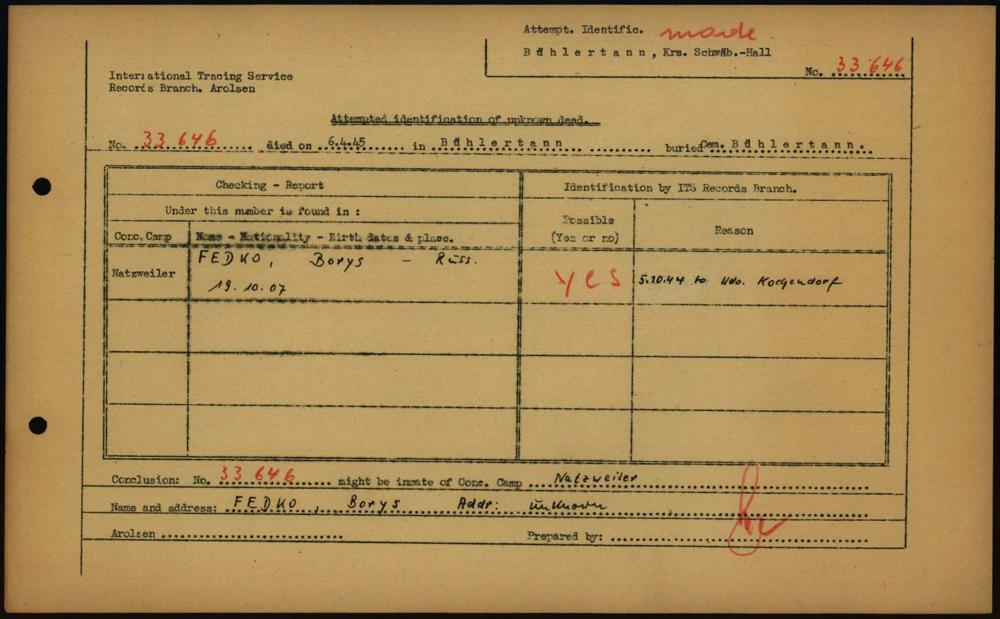 Attempt. Identific. made
Bühlertann, Krs. Schwäb.-Hall
No. 33 646
International Tracing Service
Records Branch. Arolsen
Attempted identification of unknown dead.
No. 33 646 died on 6.4.45 in Bühlertann buried Cem. Bühlertann.
Checking - Report
Identification by ITS Records Branch.
Under this number is found in :
Possible
(Yes or no)
Reason
Conc. Camp
Name - Nationality - Birth dates & place.
Natzweiler
FEDKO, Borys - Russ.
19.10.07
yes
5.10.44 to Kdo. Kochendorf
Conclusion: No. 33 646 might be inmate of Conc. Camp Natzweiler
Name and address: FEDKO, Borys Addr: unknown
Arolsen
Prepared by: